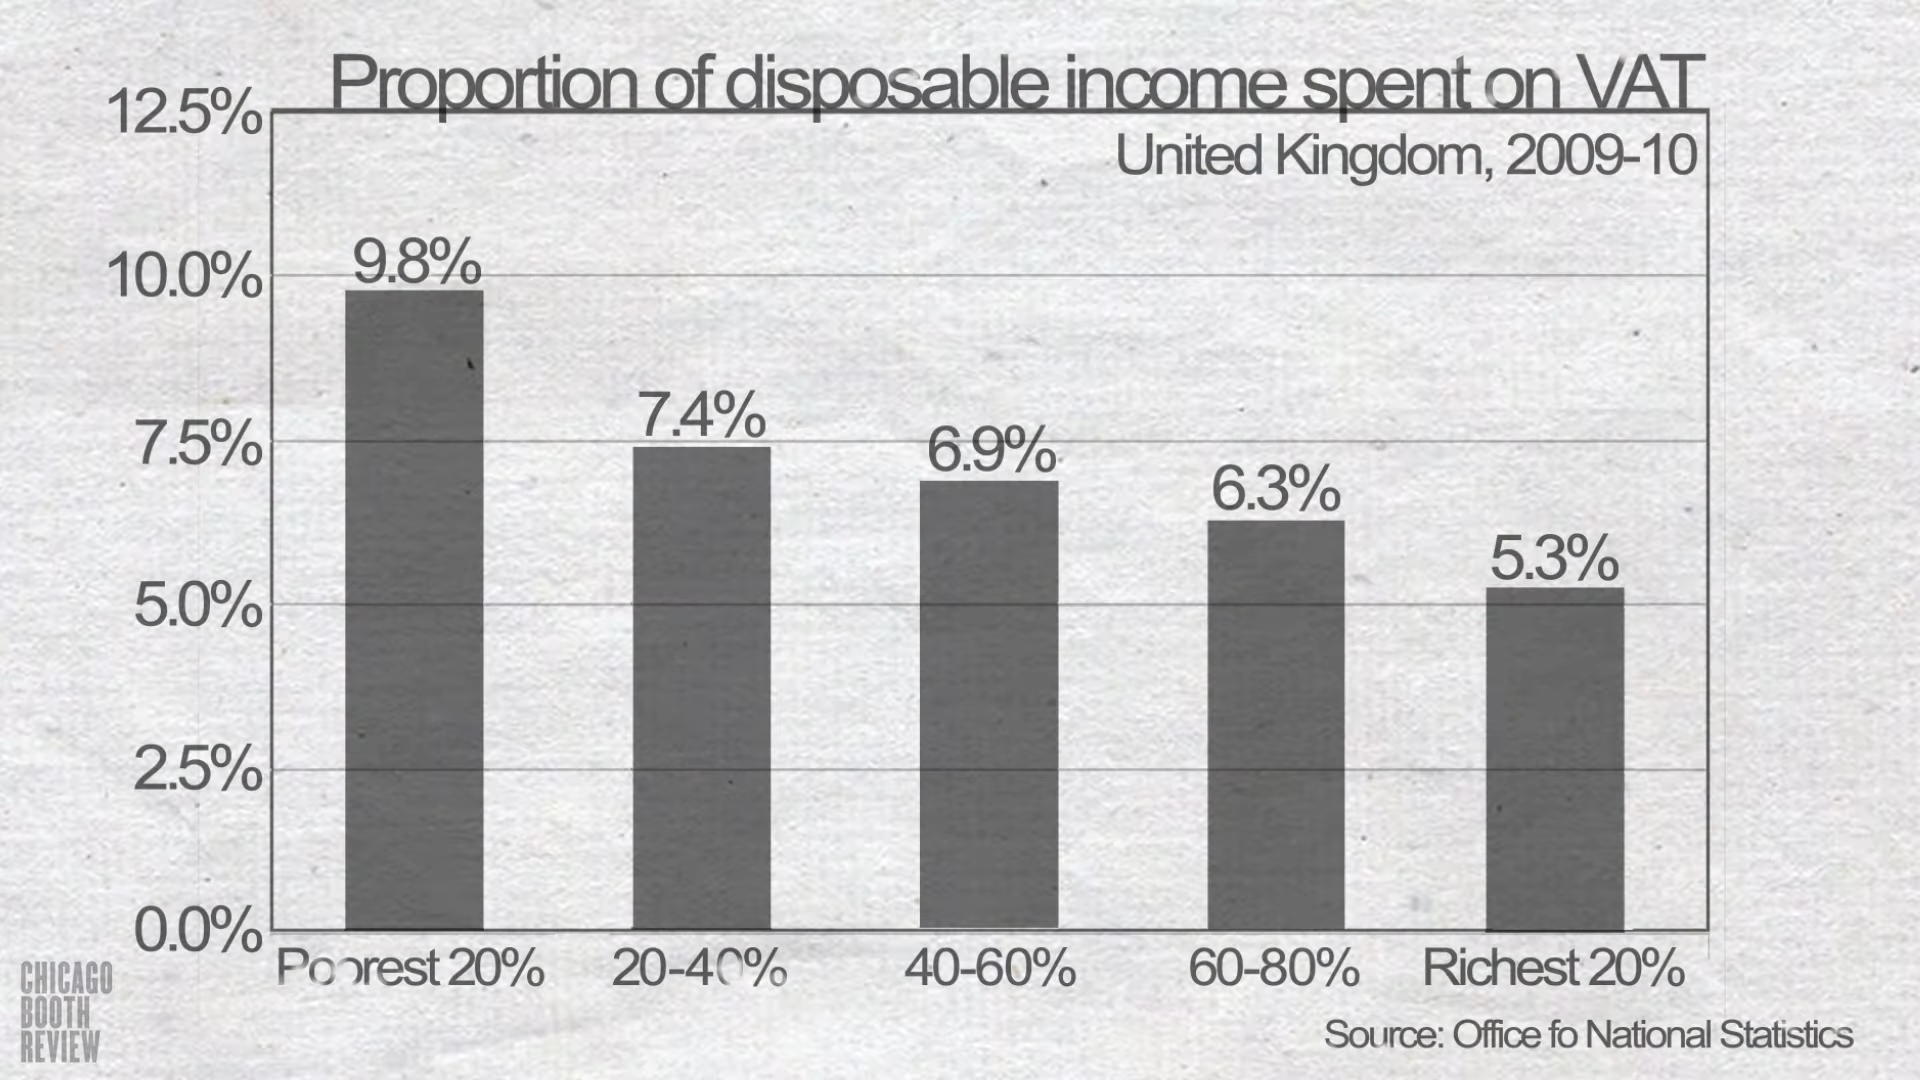 Proportion of disposable income spent on VAT
United Kingdom, 2009-10
12.5%
10.0%
7.5%
5.0%
2.5%
0.0%
9.8%
7.4%
6.9%
6.3%
5.3%
Poorest 20%
20-40%
40-60%
60-80%
Richest 20%
Source: Office fo National Statistics
CHICAGO
BOOTH
REVIEW